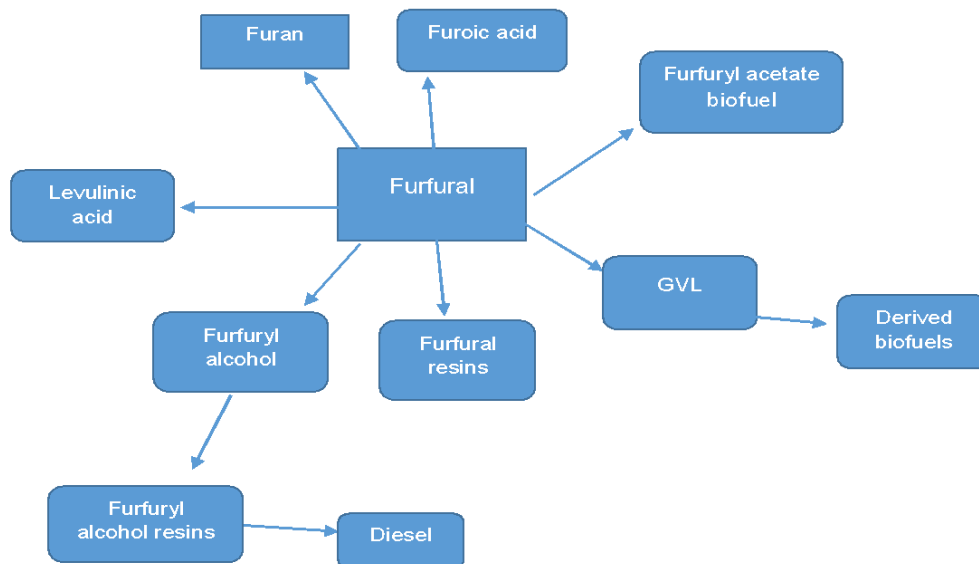 Furan
Furoic acid
Furfuryl acetate
biofuel
Levulinic
acid
Furfural
GVL
Derived
biofuels
Furfuryl
alcohol
Furfural
resins
Furfuryl
alcohol resins
Diesel